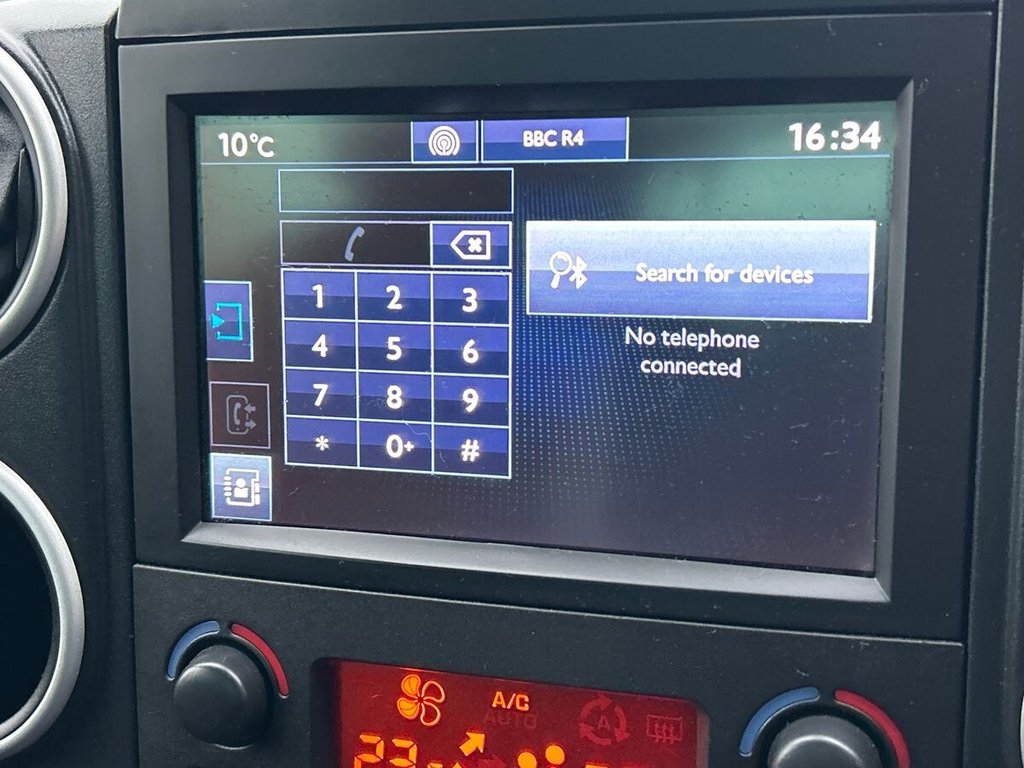 10°C
BBC R4
16:34
Search for devices
No telephone
connected
1 2 3
4 5 6
7 8 9
* 0+ #
A/C
AUTO
A
23